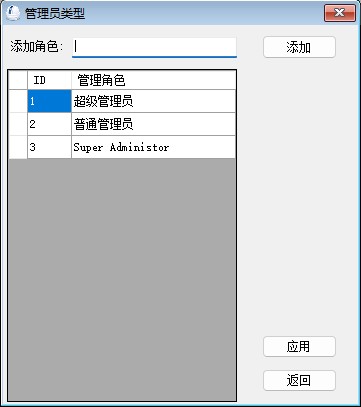 管理员类型
添加角色: 添加
ID 管理角色
1 超级管理员
2 普通管理员
3 Super Administor
应用
返回